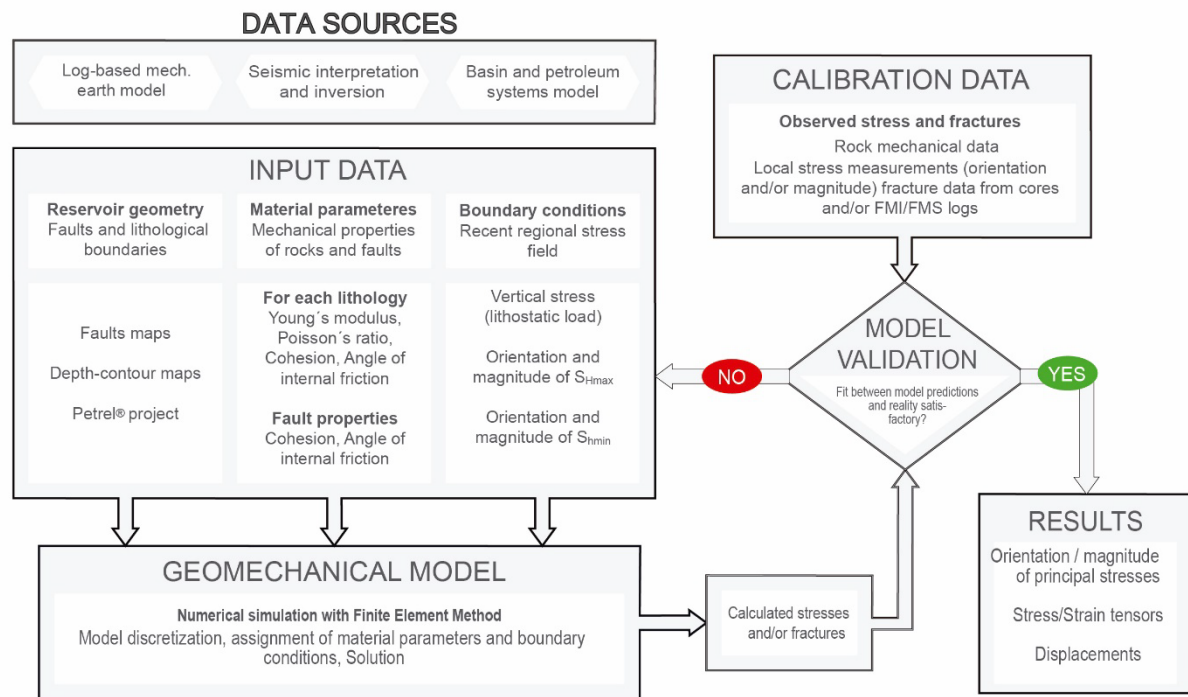 DATA SOURCES
Log-based mech.
earth model
Seismic interpretation
and inversion
Basin and petroleum
systems model
INPUT DATA
Reservoir geometry
Faults and lithological
boundaries
Faults maps
Depth-contour maps
Petrel® project
Material parameteres
Mechanical properties
of rocks and faults
For each lithology
Young´s modulus,
Poisson´s ratio,
Cohesion, Angle of
internal friction
Fault properties
Cohesion, Angle of
internal friction
Boundary conditions
Recent regional stress
field
Vertical stress
(lithostatic load)
Orientation and
magnitude of SHmax
Orientation and
magnitude of Shmin
GEOMECHANICAL MODEL
Numerical simulation with Finite Element Method
Model discretization, assignment of material parameters and boundary
conditions, Solution
Calculated stresses
and/or fractures
CALIBRATION DATA
Observed stress and fractures
Rock mechanical data
Local stress measurements (orientation
and/or magnitude) fracture data from cores
and/or FMI/FMS logs
MODEL
VALIDATION
Fit between model predictions
and reality satis-
factory?
NO
YES
RESULTS
Orientation / magnitude
of principal stresses
Stress/Strain tensors
Displacements